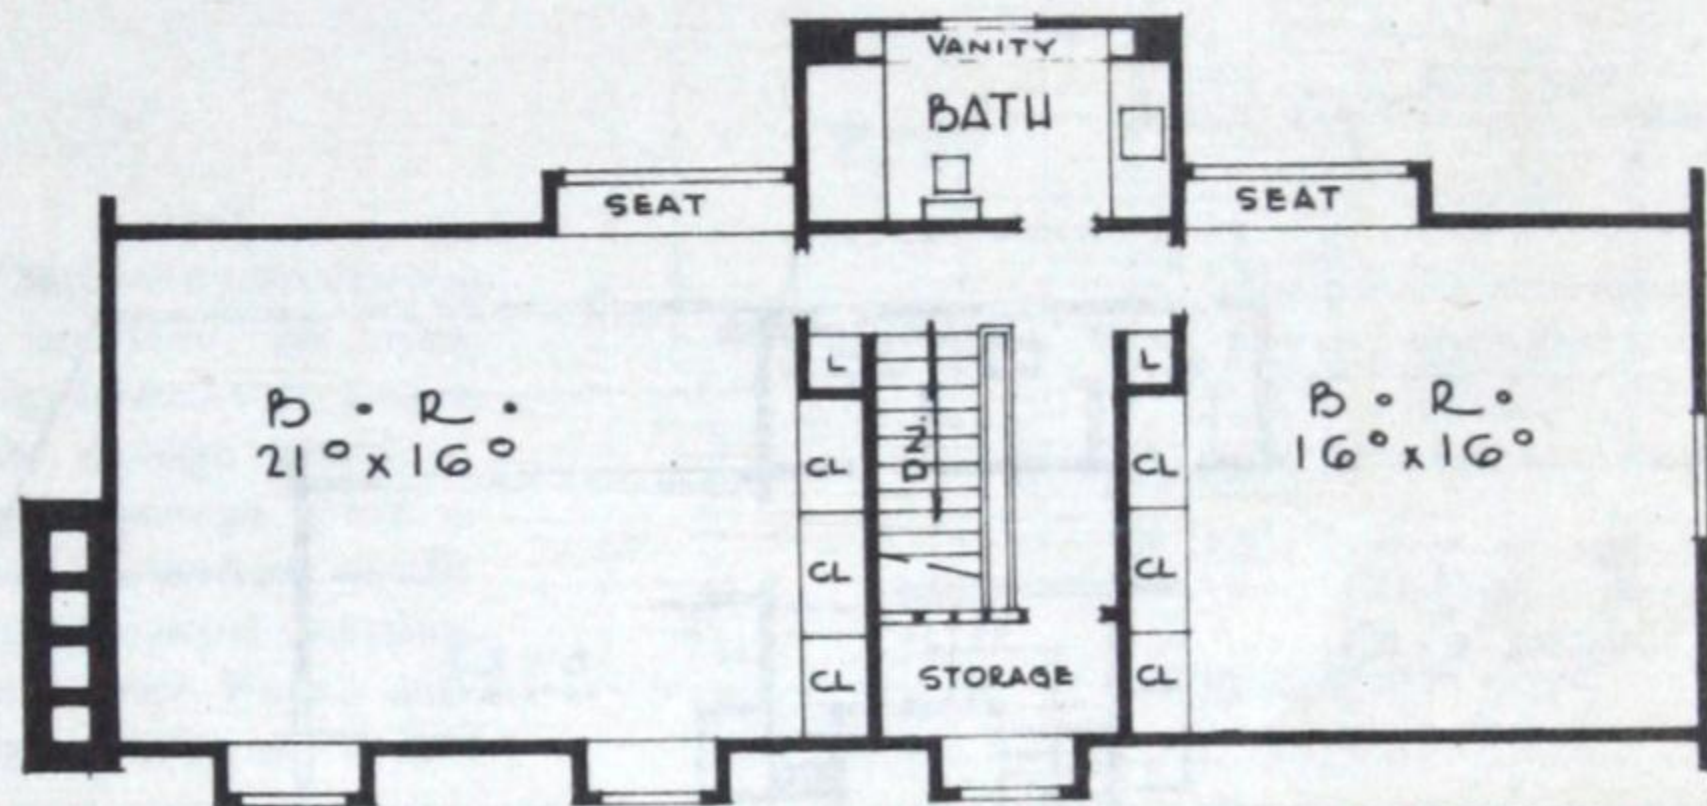 VANITY
BATH
SEAT
SEAT
L
L
B · R ·
21° x 16°
B · R ·
16° x 16°
DN.
CL
CL
CL
CL
CL
CL
STORAGE